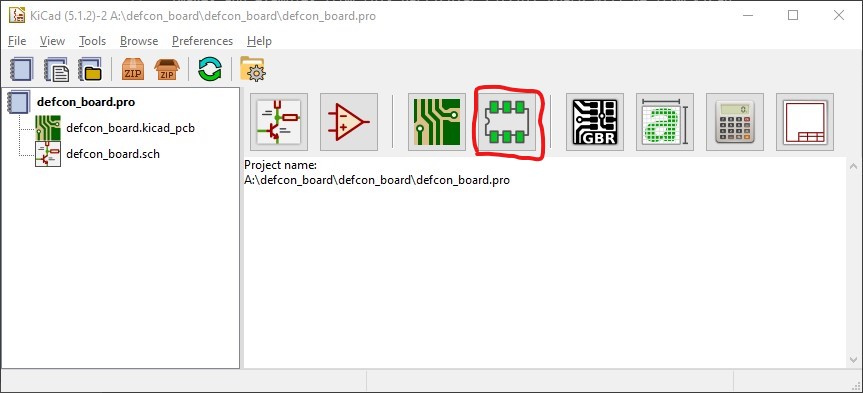 KiCad (5.1.2)-2 A:\defcon_board\defcon_board\defcon_board.pro
File View Tools Browse Preferences Help
ZIP ZIP
defcon_board.pro
defcon_board.kicad_pcb
defcon_board.sch
GBR a 0.
Project name:
A:\defcon_board\defcon_board\defcon_board.pro